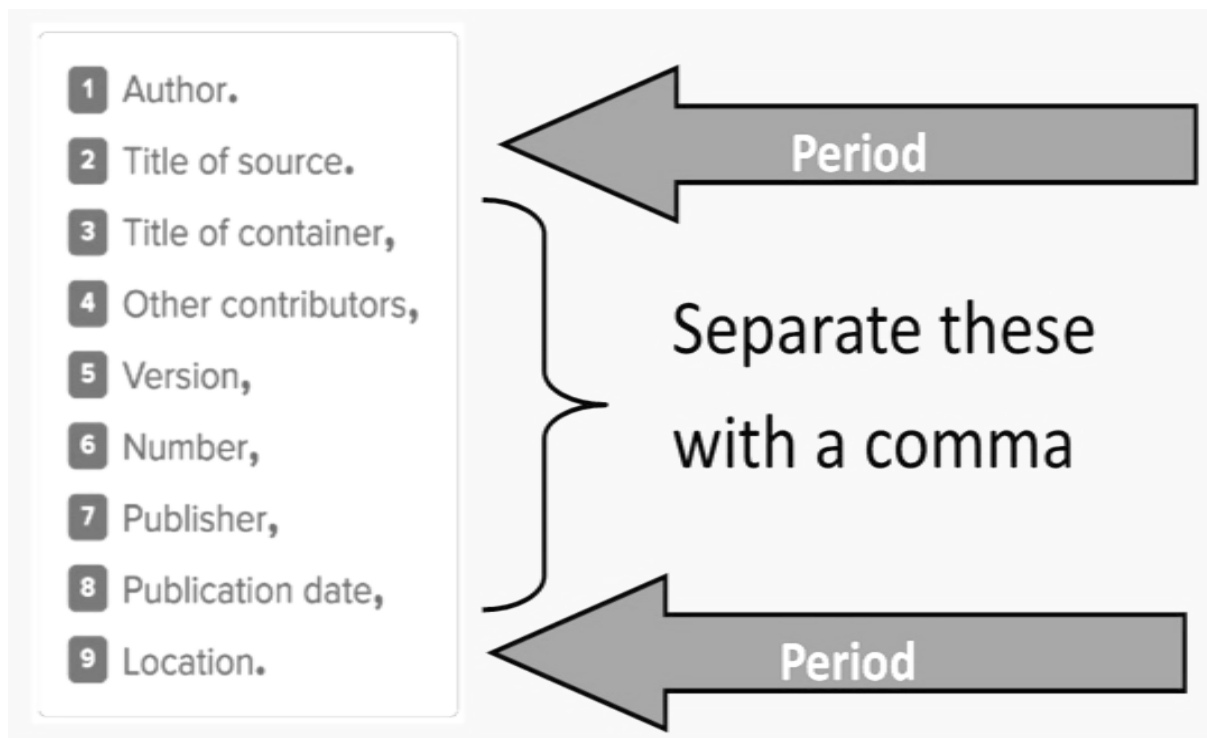 1 Author.
2 Title of source.
3 Title of container,
4 Other contributors,
5 Version,
6 Number,
7 Publisher,
8 Publication date,
9 Location.
Period
Separate these
with a comma
Period